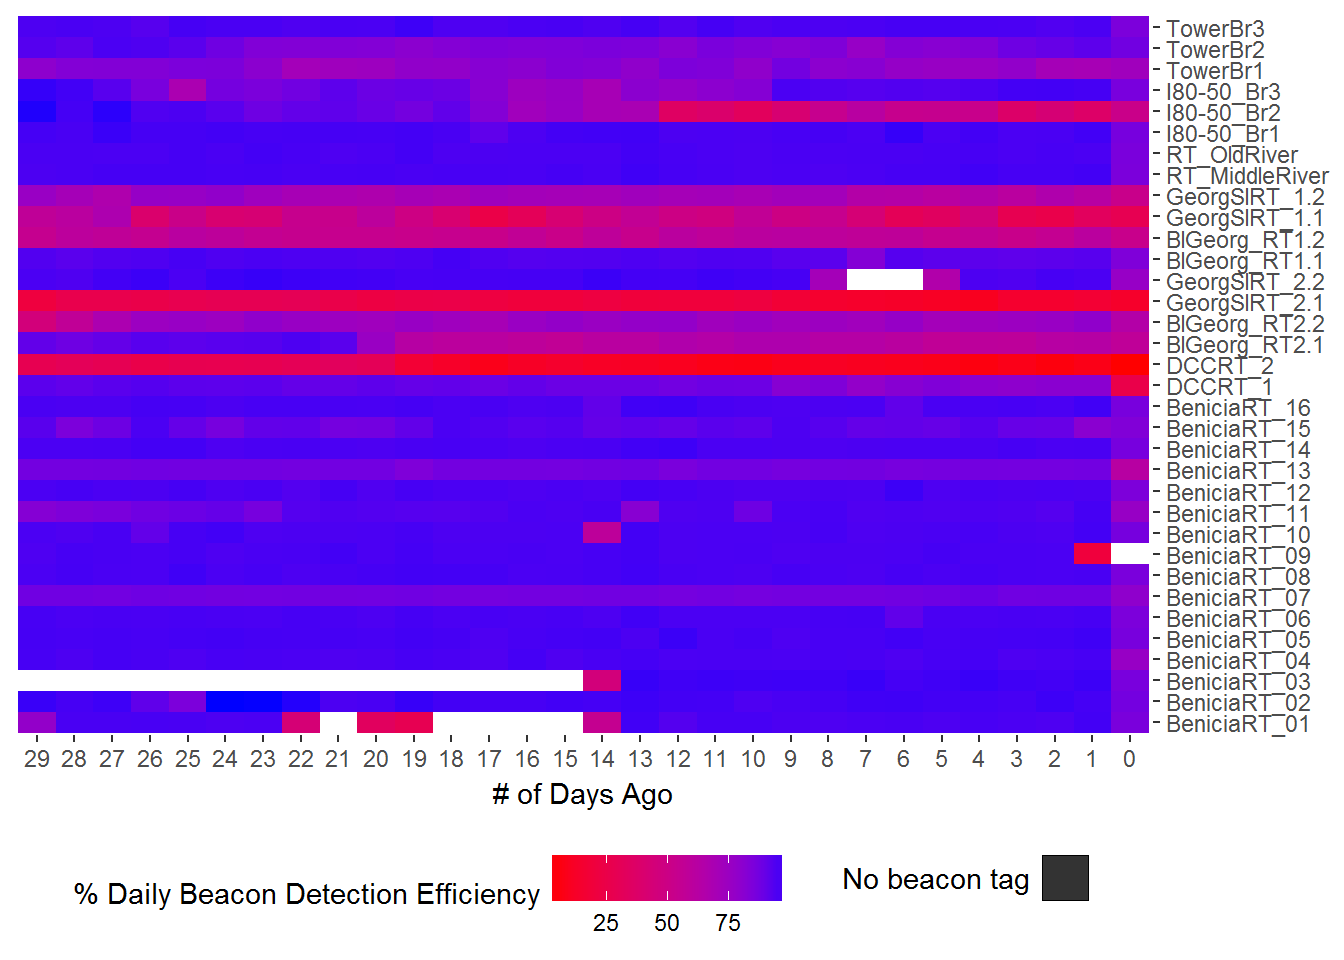 TowerBr3
TowerBr2
TowerBr1
I80-50_Br3
I80-50_Br2
I80-50_Br1
RT_OldRiver
RT_MiddleRiver
GeorgSlRT_1.2
GeorgSlRT_1.1
BlGeorg_RT1.2
BlGeorg_RT1.1
GeorgSlRT_2.2
GeorgSlRT_2.1
BlGeorg_RT2.2
BlGeorg_RT2.1
DCCRT_2
DCCRT_1
BeniciaRT_16
BeniciaRT_15
BeniciaRT_14
BeniciaRT_13
BeniciaRT_12
BeniciaRT_11
BeniciaRT_10
BeniciaRT_09
BeniciaRT_08
BeniciaRT_07
BeniciaRT_06
BeniciaRT_05
BeniciaRT_04
BeniciaRT_03
BeniciaRT_02
BeniciaRT_01
29 28 27 26 25 24 23 22 21 20 19 18 17 16 15 14 13 12 11 10 9 8 7 6 5 4 3 2 1 0
# of Days Ago
% Daily Beacon Detection Efficiency
25 50 75
No beacon tag